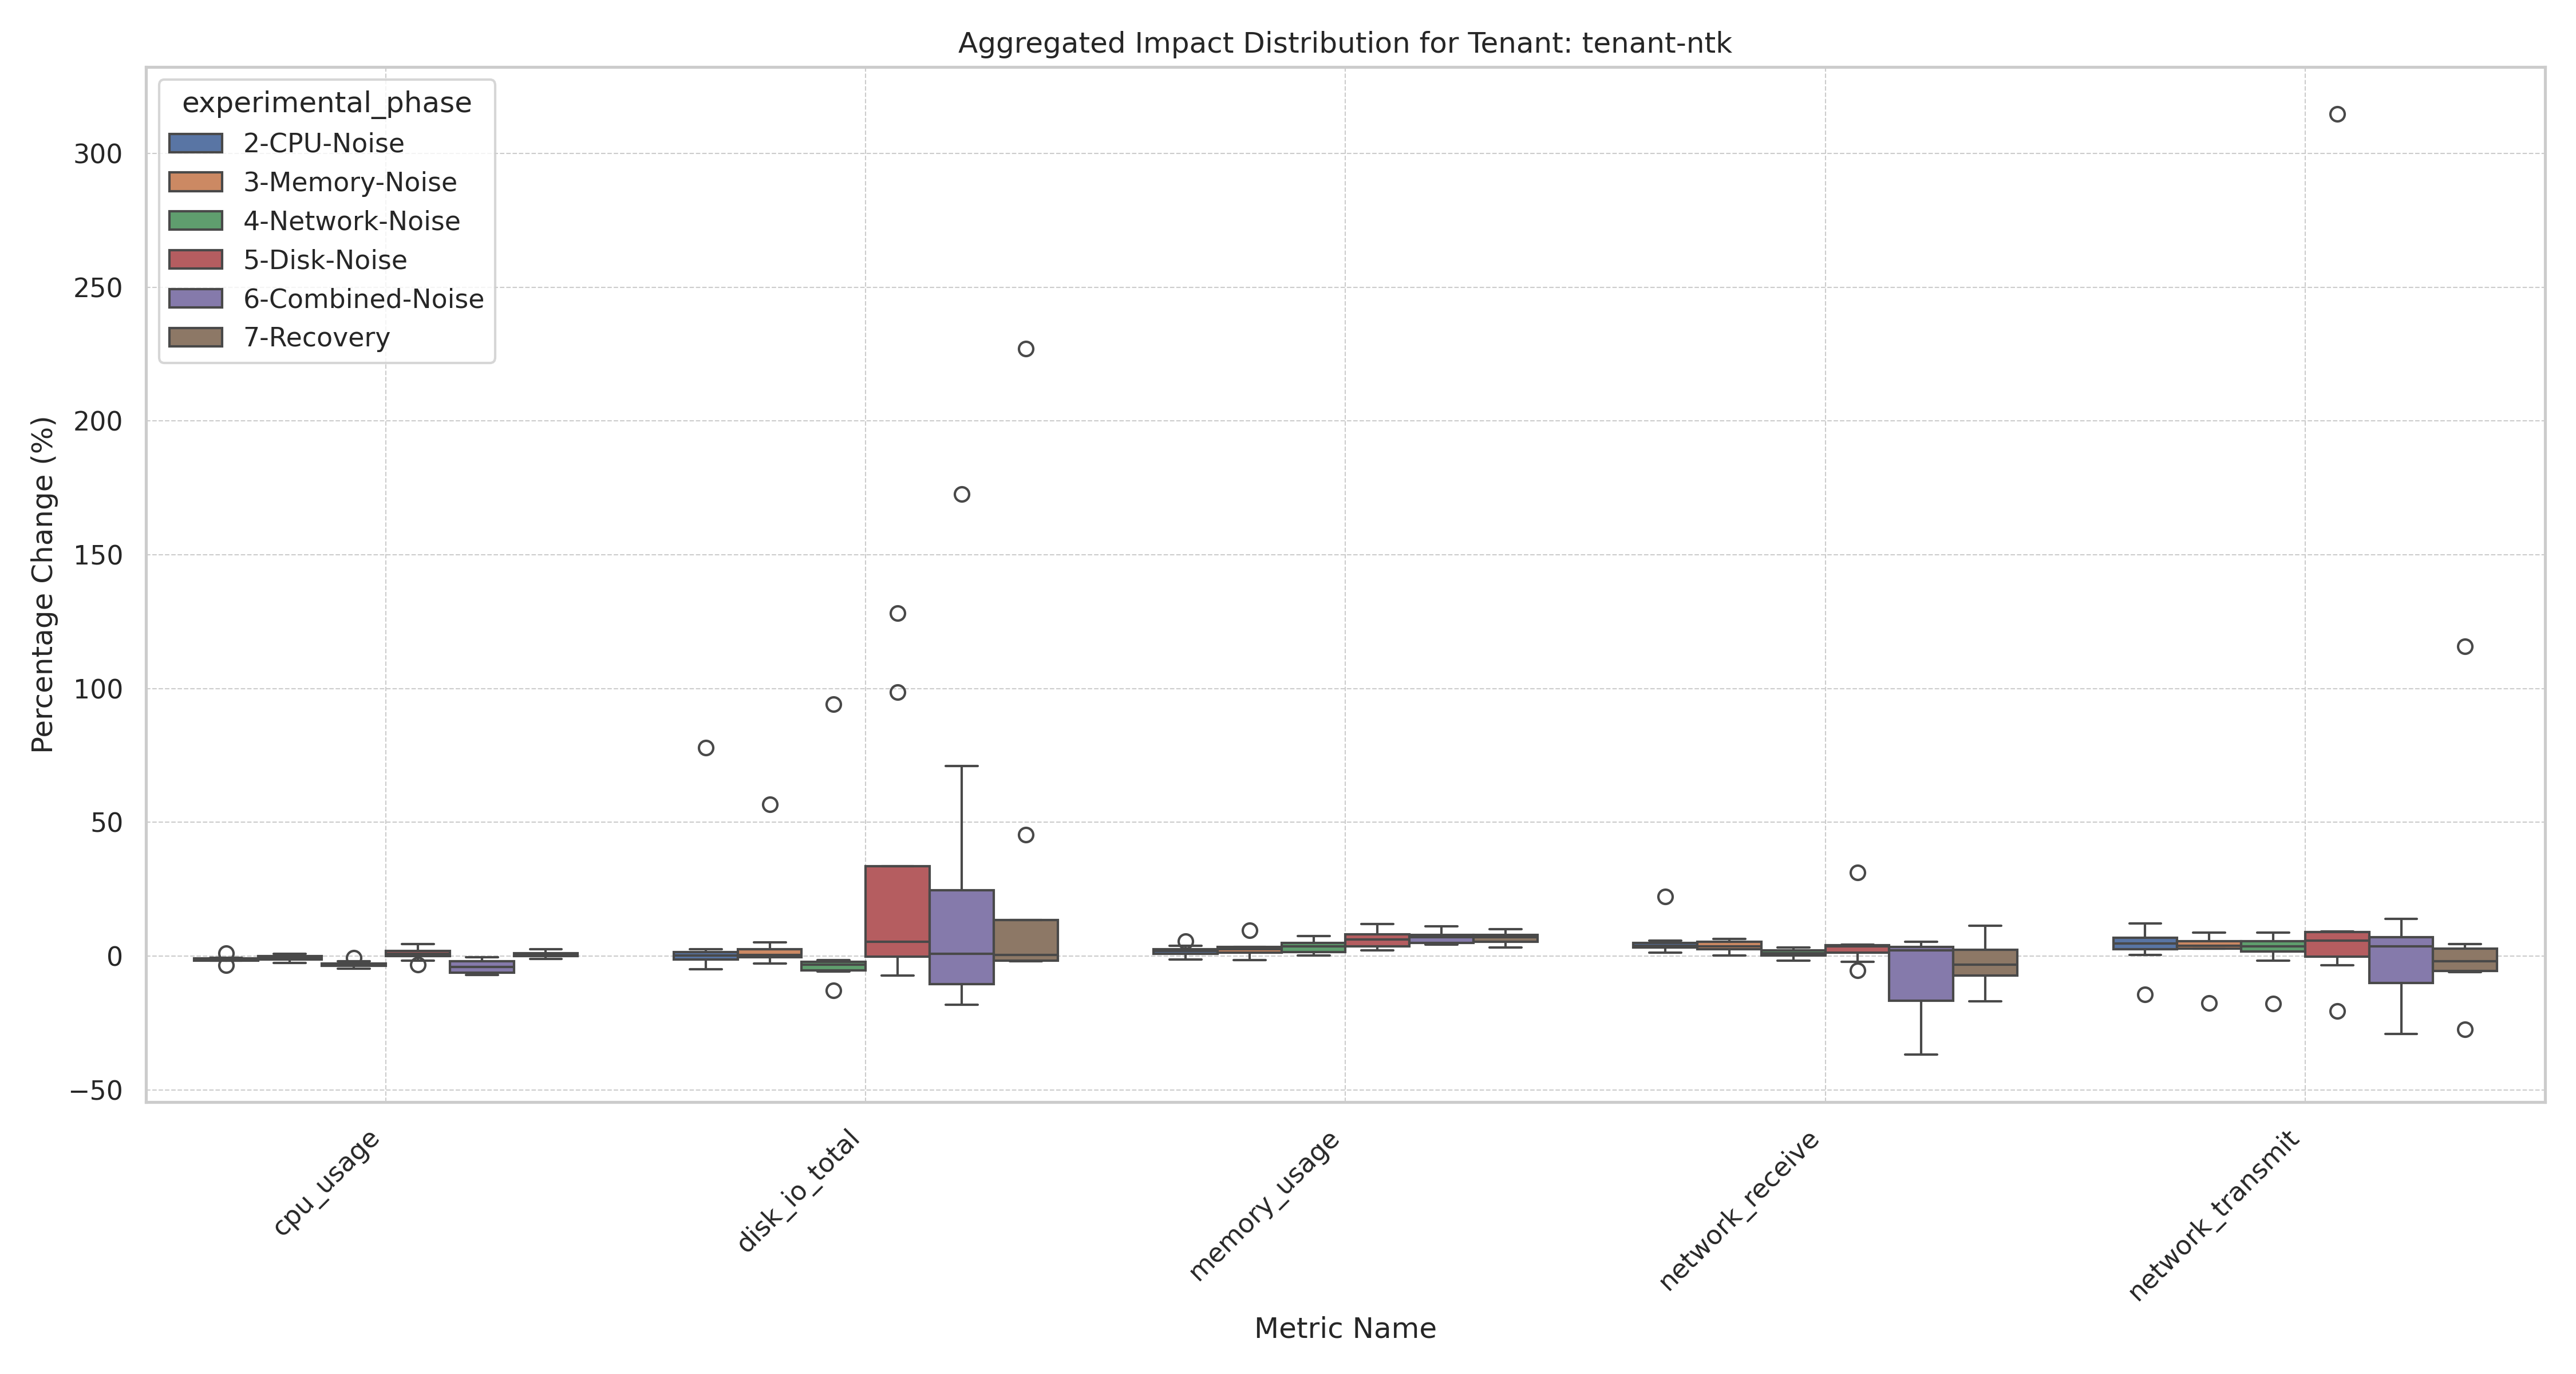 Aggregated Impact Distribution for Tenant: tenant-ntk
experimental_phase
2-CPU-Noise
3-Memory-Noise
4-Network-Noise
5-Disk-Noise
6-Combined-Noise
7-Recovery
Percentage Change (%)
300
250
200
150
100
50
0
−50
cpu_usage
disk_io_total
memory_usage
network_receive
network_transmit
Metric Name